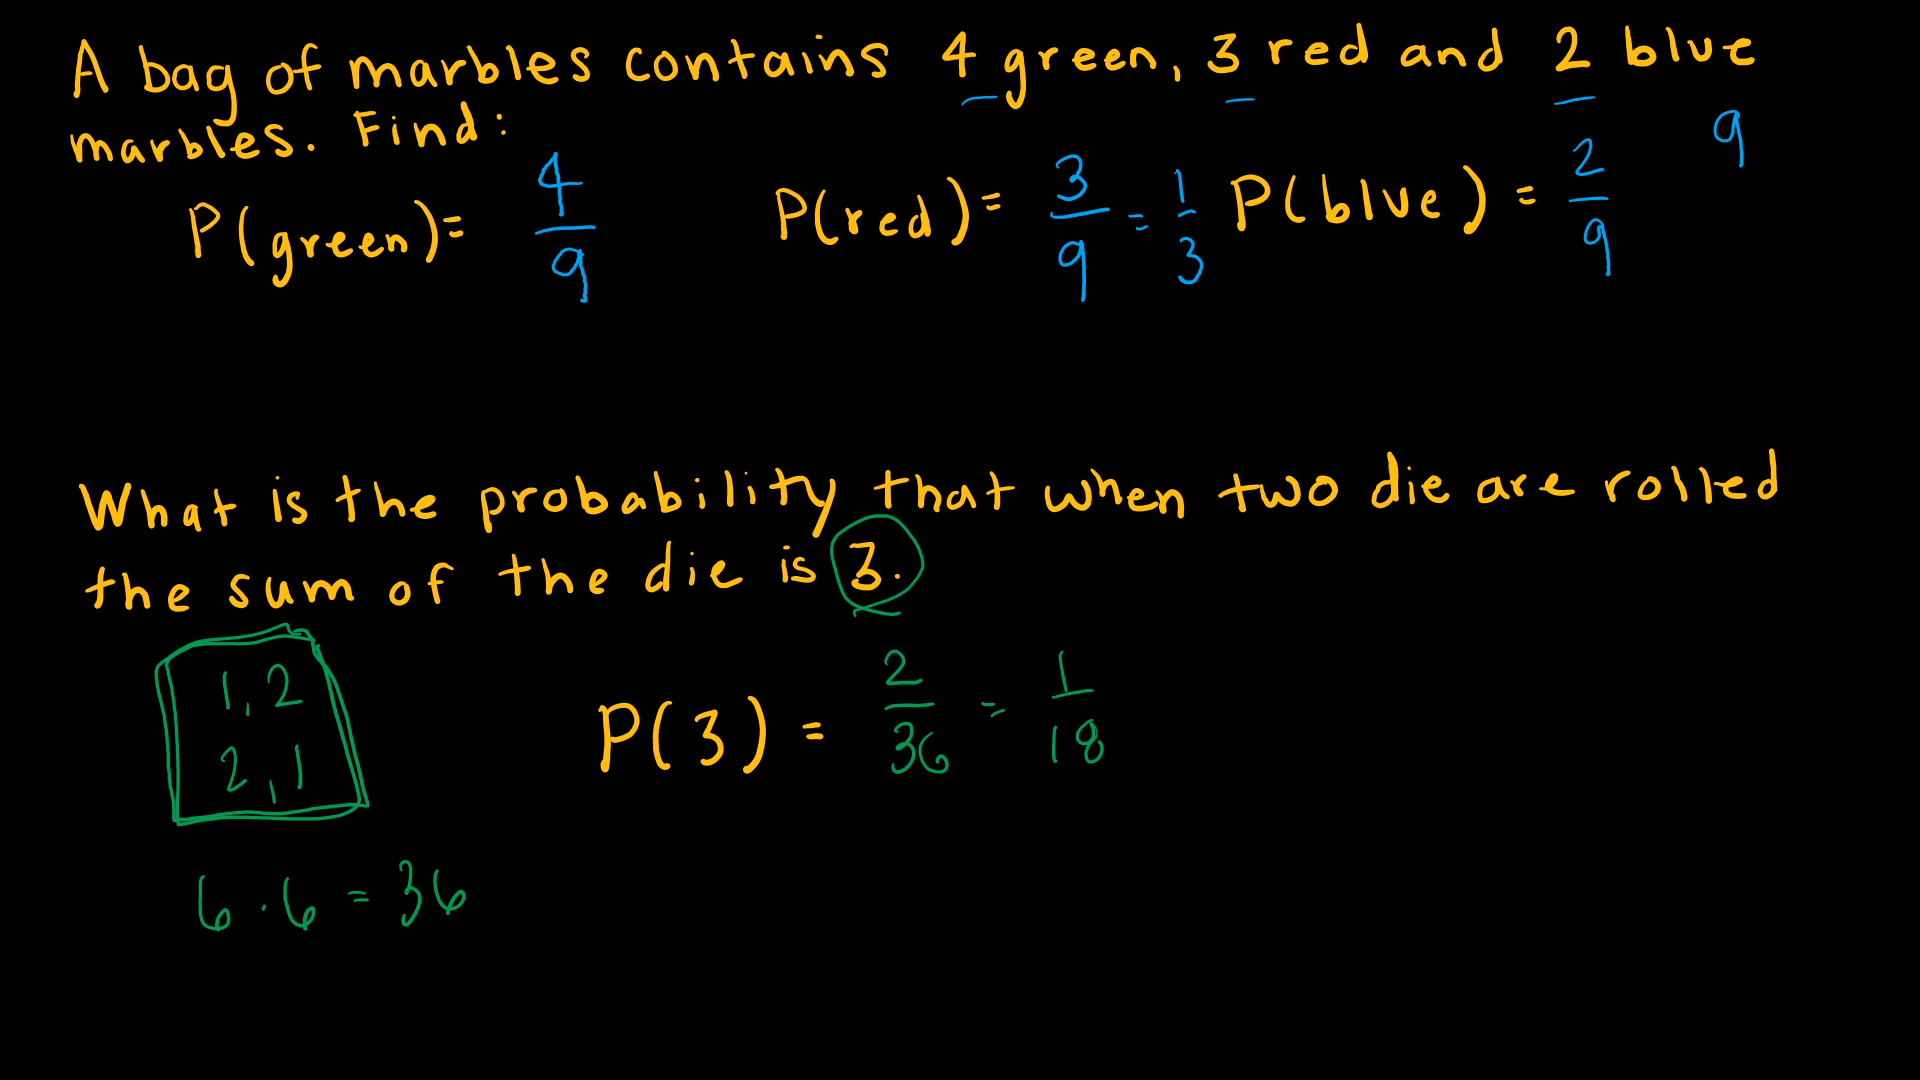 A bag of marbles contains 4 green, 3 red and 2 blue
marbles. Find:
9
P(green)= 4/9 P(red)= 3/9 = 1/3 P(blue) = 2/9
What is the probability that when two die are rolled
the sum of the die is 3.
1,2
2,1
P(3) = 2/36 = 1/18
6 · 6 = 36